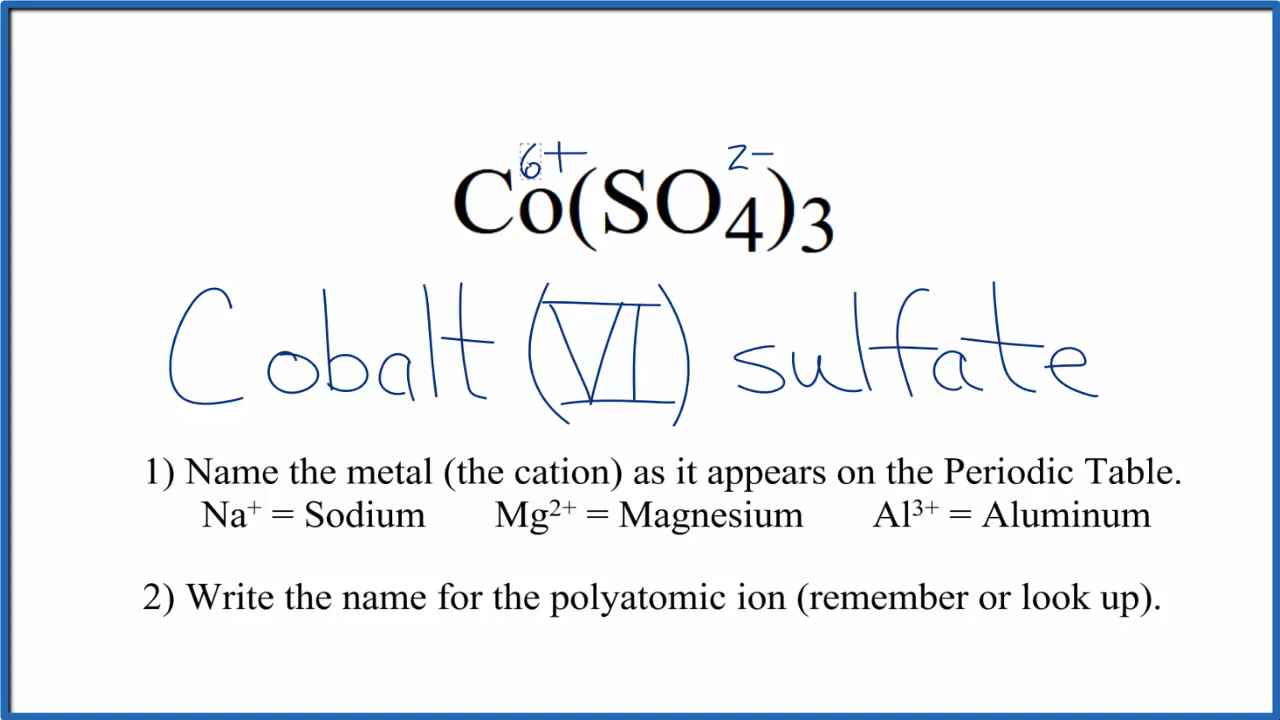 6+ 2-
Co(SO4)3
Cobalt (VI) sulfate
1) Name the metal (the cation) as it appears on the Periodic Table.
Na⁺ = Sodium Mg²⁺ = Magnesium Al³⁺ = Aluminum
2) Write the name for the polyatomic ion (remember or look up).